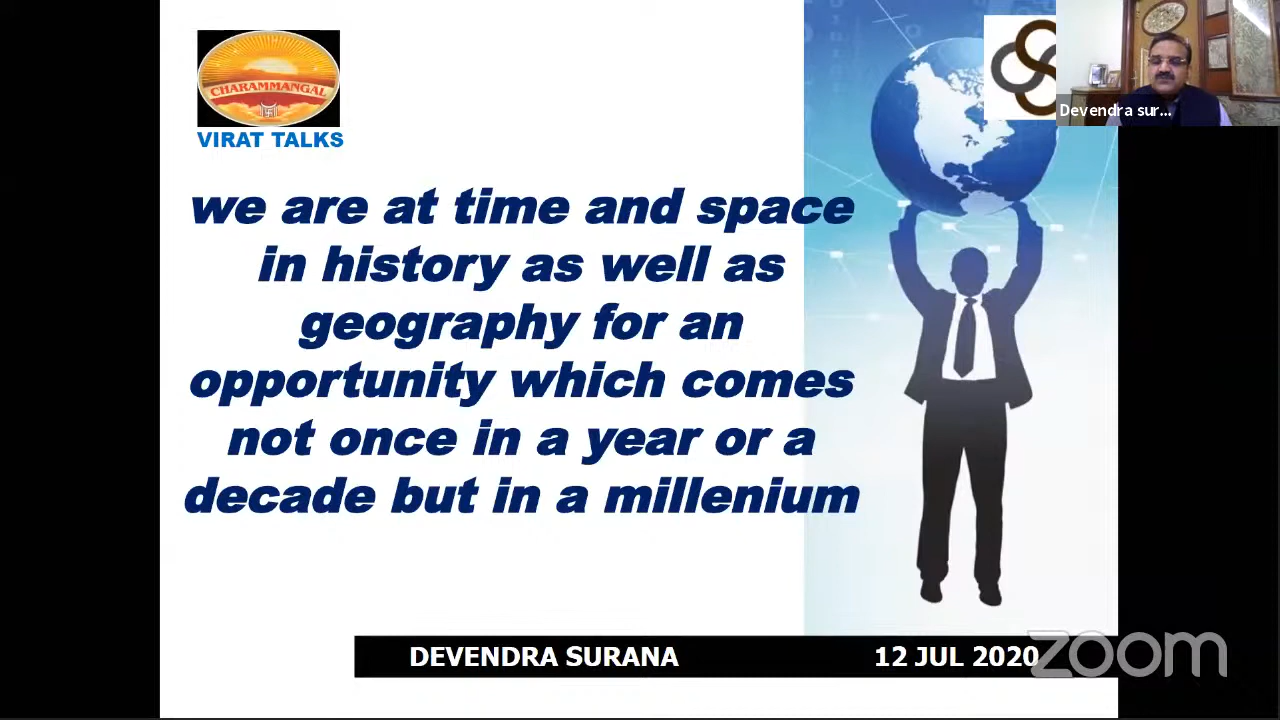 CHARAMMANGAL
VIRAT TALKS
Devendra sur...
we are at time and space
in history as well as
geography for an
opportunity which comes
not once in a year or a
decade but in a millenium
DEVENDRA SURANA
12 JUL 2020
zoom